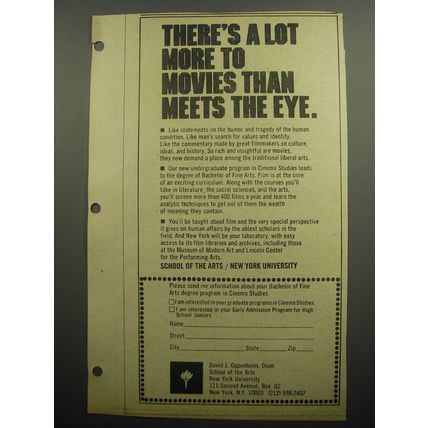 THERE'S A LOT
MORE TO
MOVIES THAN
MEETS THE EYE.
■ Like statements on the humor and tragedy of the human
condition. Like man's search for values and identity.
Like the commentary made by great filmmakers on culture,
ideas, and history. So rich and insightful are movies,
they now demand a place among the traditional liberal arts.
■ Our new undergraduate program in Cinema Studies leads
to the degree of Bachelor of Fine Arts. Film is at the core
of an exciting curriculum. Along with the courses you'll
take in literature, the social sciences, and the arts,
you'll screen more than 400 films a year and learn the
analytic techniques to get out of them the wealth
of meaning they contain.
■ You'll be taught about film and the very special perspective
it gives on human affairs by the ablest scholars in the
field. And New York will be your laboratory, with easy
access to its film libraries and archives, including those
at the Museum of Modern Art and Lincoln Center
for the Performing Arts.
SCHOOL OF THE ARTS / NEW YORK UNIVERSITY
Please send me information about your Bachelor of Fine
Arts degree program in Cinema Studies.
I am interested in your graduate programs in Cinema Studies.
I am interested in your Early Admission Program for High
School Juniors.
Name
Street
City State Zip
David J. Oppenheim, Dean
School of the Arts
New York University
111 Second Avenue, Box G2
New York, N.Y. 10003 (212) 598-2407